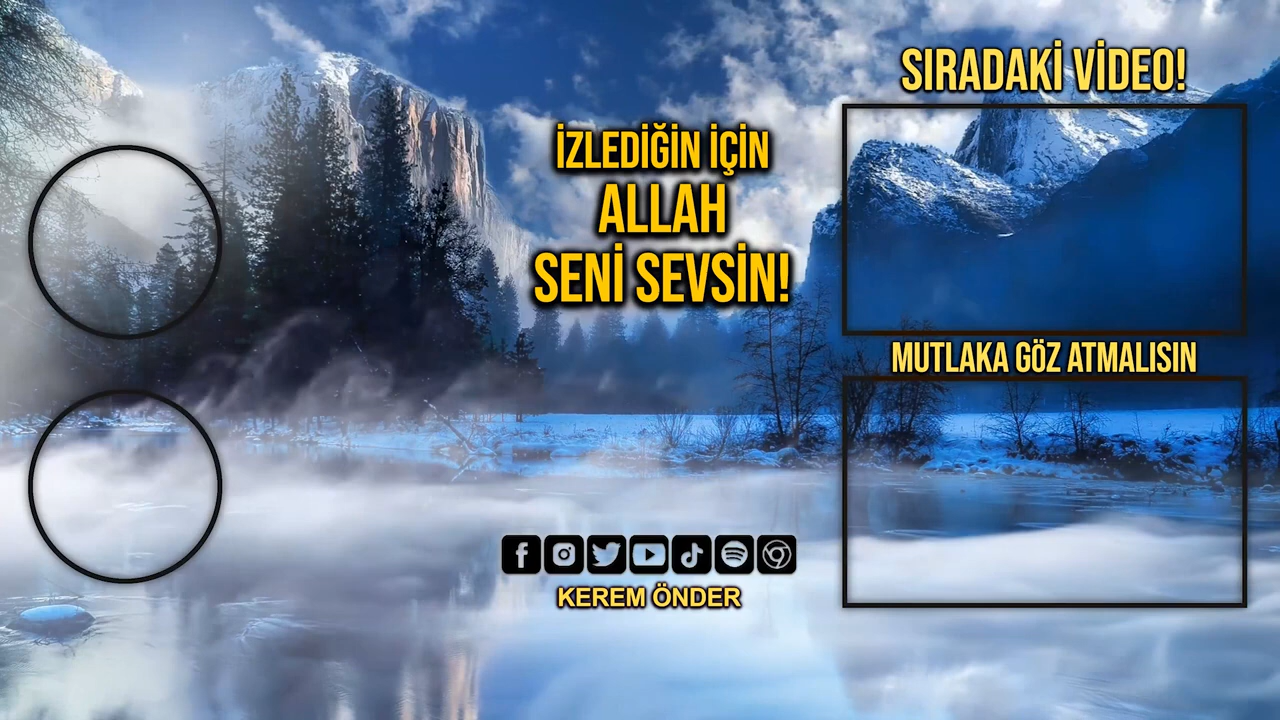 SIRADAKİ VİDEO!
İZLEDİĞİN İÇİN
ALLAH
SENİ SEVSİN!
MUTLAKA GÖZ ATMALISIN
KEREM ÖNDER